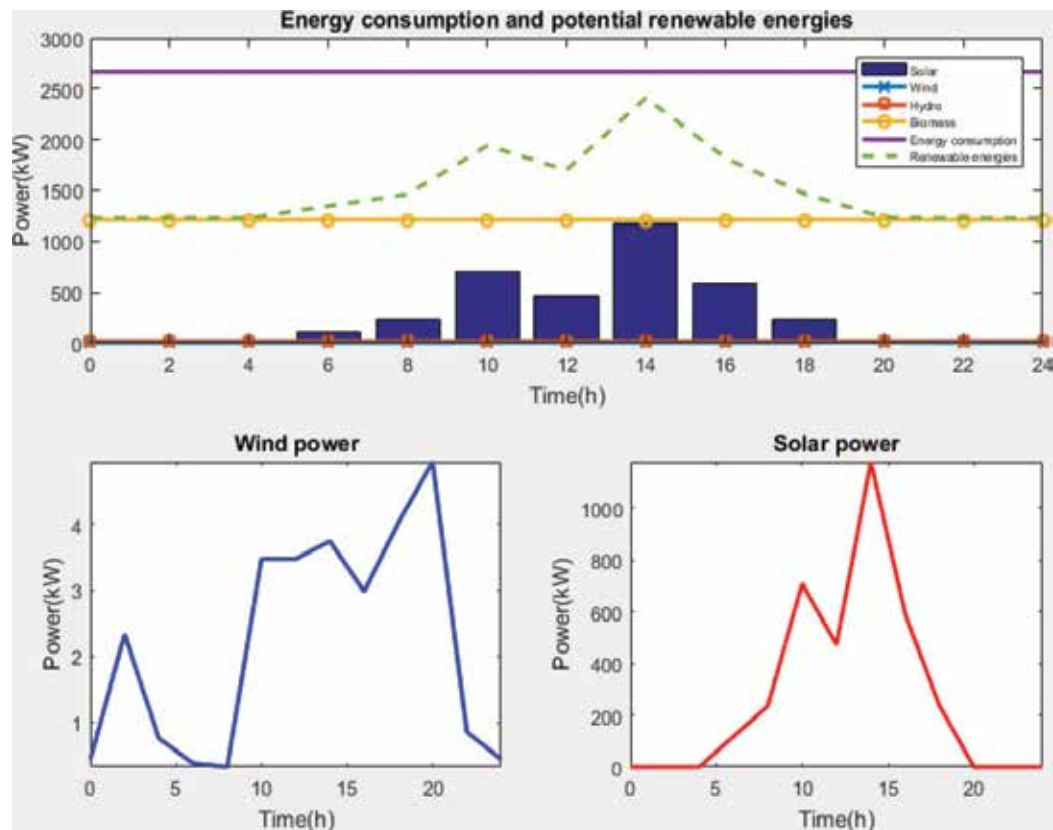 Energy consumption and potential renewable energies
3000
2500
2000
1500
1000
500
0
Power(kW)
Solar
Wind
Hydro
Biomass
Energy consumption
Renewable energies
0 2 4 6 8 10 12 14 16 18 20 22 24
Time(h)
Wind power
4
3
2
1
Power(kW)
0 5 10 15 20
Time(h)
Solar power
1000
800
600
400
200
0
Power(kW)
0 5 10 15 20
Time(h)